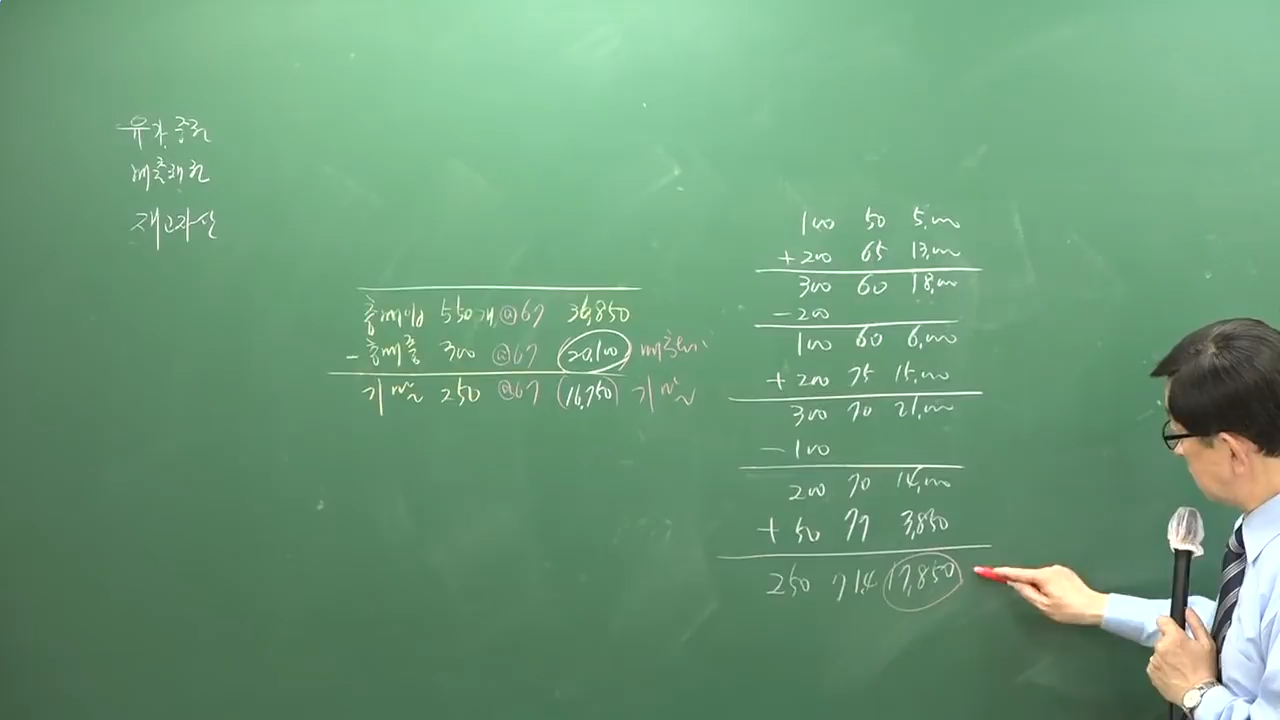 유가증권
매출채권
재고자산
총매입 550개 @67 36,850
- 총매출 300 @67 20,100 매출원가
기말 250 @67 (16,750) 기말
100 50 5,000
+ 200 65 13,000
300 60 18,000
- 200
100 60 6,000
+ 200 75 15,000
300 70 21,000
- 100
200 70 14,000
+ 50 77 3,850
250 71.4 17,850